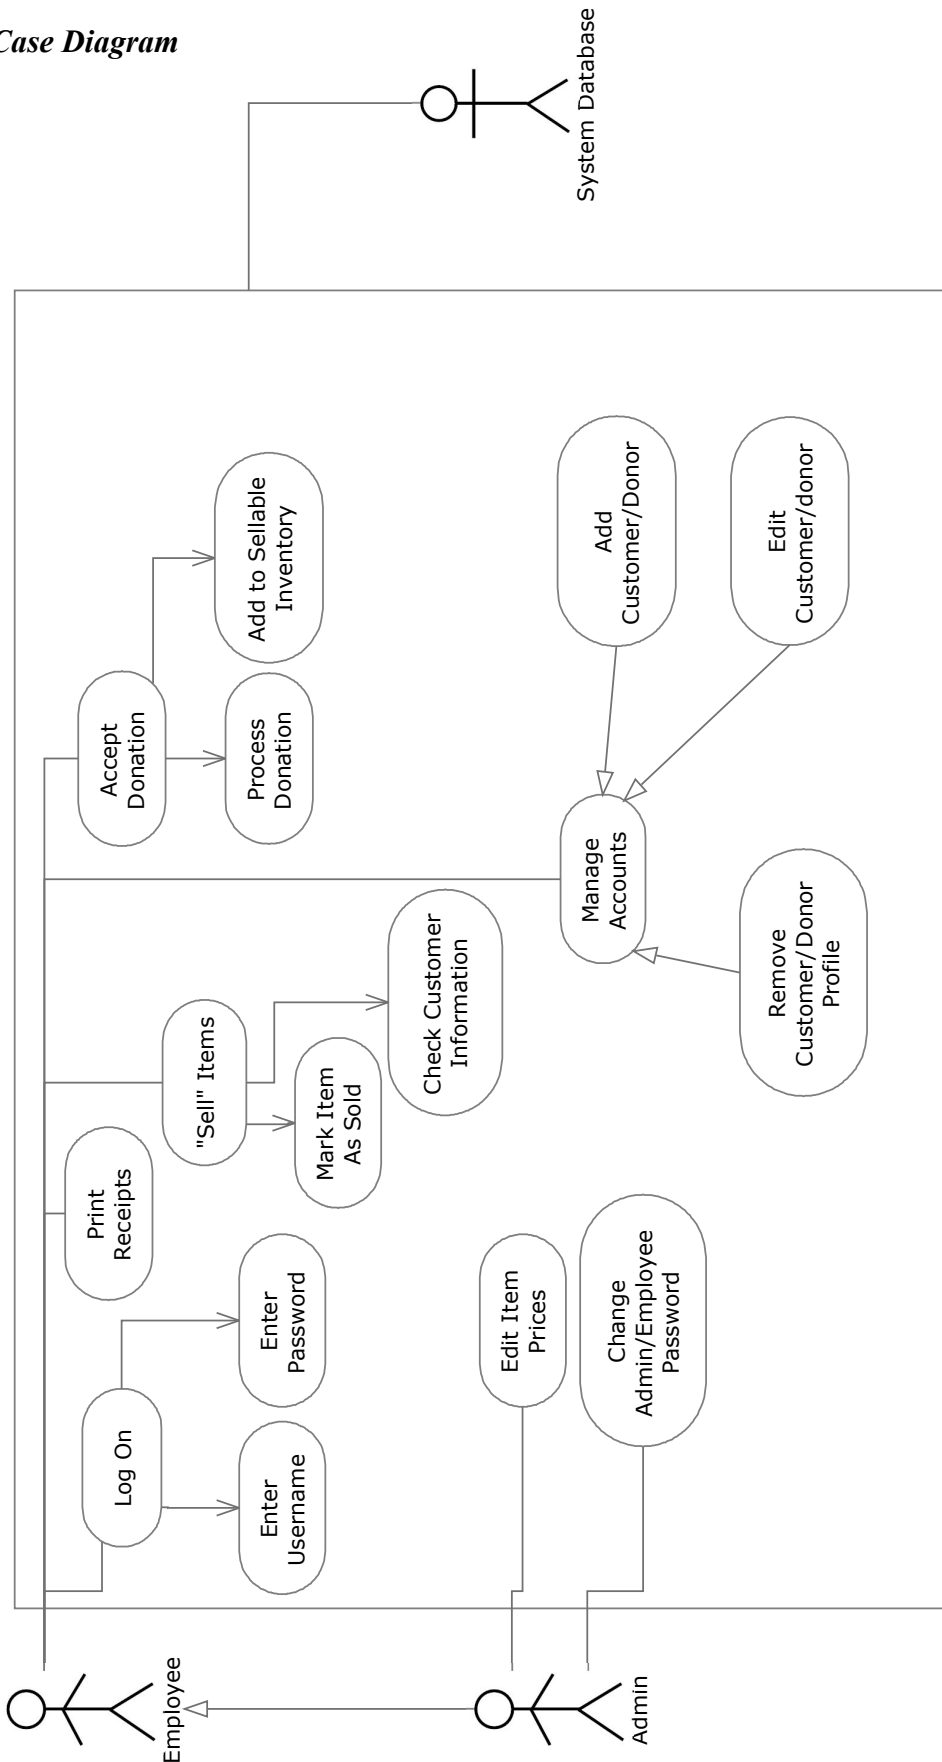 Case Diagram
System Database
Accept
Donation
Add to Sellable
Inventory
Process
Donation
Add
Customer/Donor
Edit
Customer/donor
Manage
Accounts
Remove
Customer/Donor
Profile
"Sell" Items
Check Customer
Information
Mark Item
As Sold
Print
Receipts
Log On
Enter
Password
Enter
Username
Edit Item
Prices
Change
Admin/Employee
Password
Employee
Admin